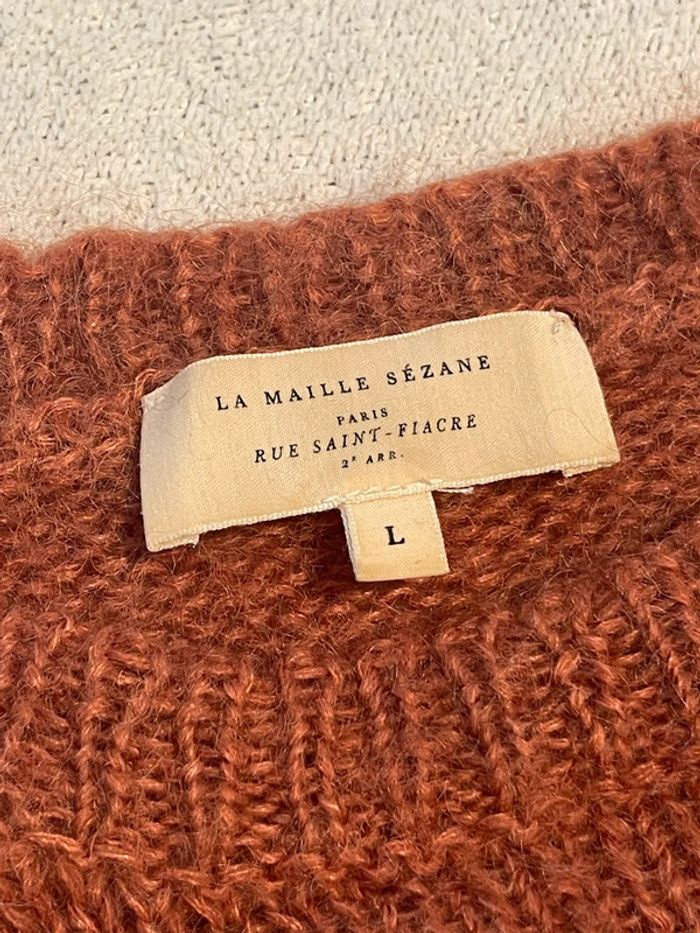 LA MAILLE SÉZANE
PARIS
RUE SAINT-FIACRE
2E ARR.
L